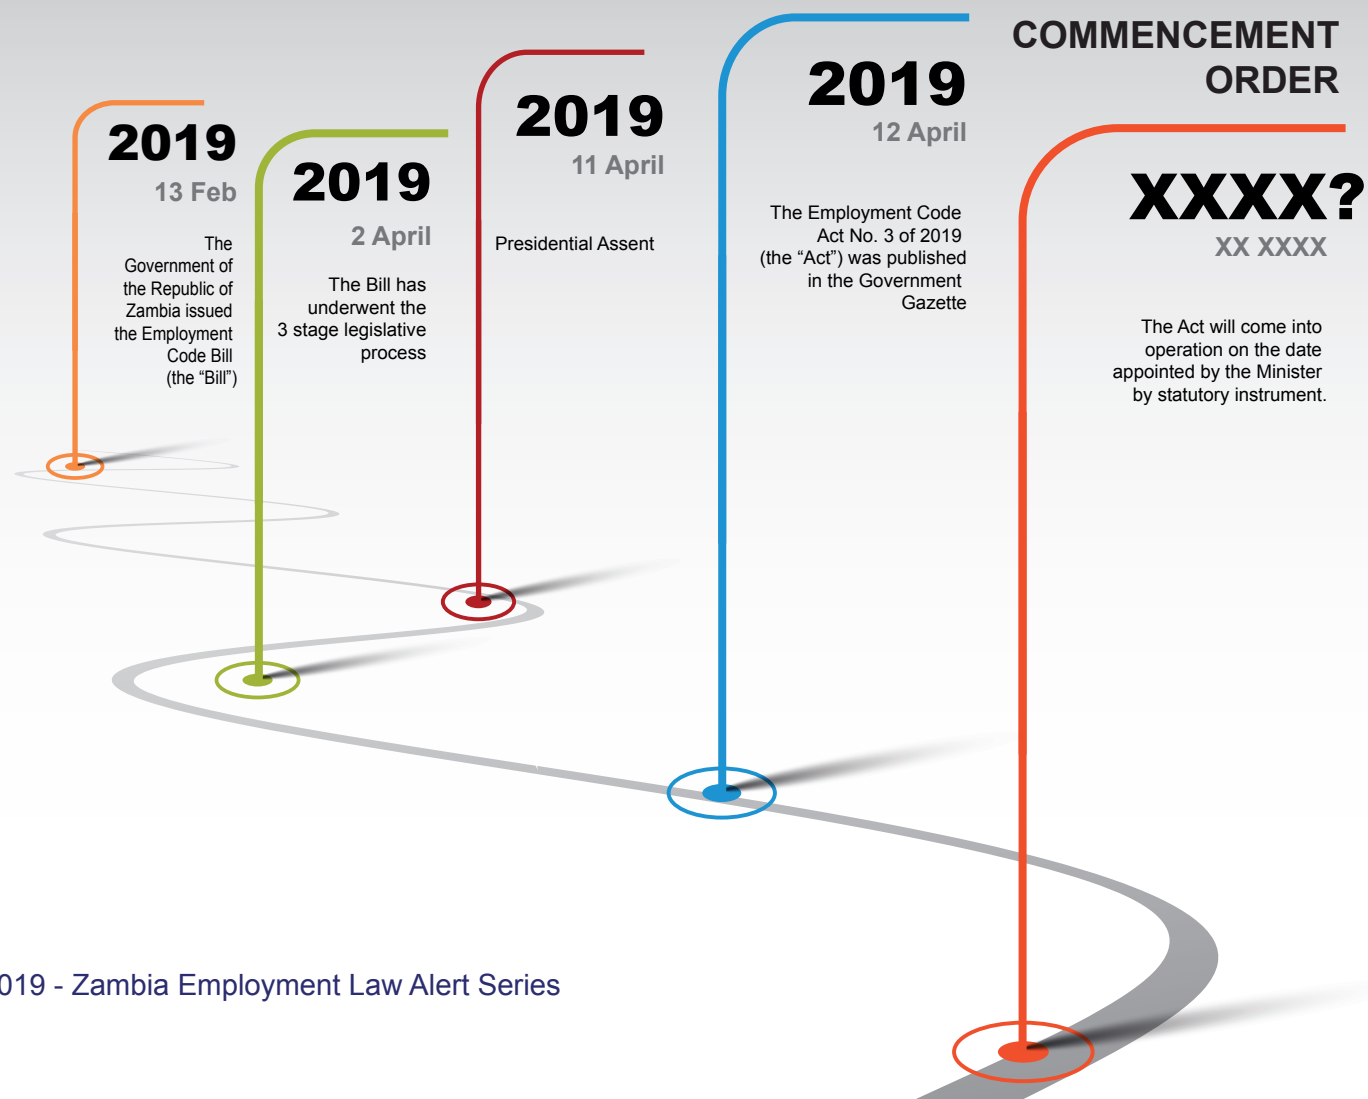 2019
13 Feb
The
Government of
the Republic of
Zambia issued
the Employment
Code Bill
(the “Bill”)
2019
2 April
The Bill has
underwent the
3 stage legislative
process
2019
11 April
Presidential Assent
2019
12 April
The Employment Code
Act No. 3 of 2019
(the “Act”) was published
in the Government
Gazette
COMMENCEMENT
ORDER
XXXX?
XX XXXX
The Act will come into
operation on the date
appointed by the Minister
by statutory instrument.
019 - Zambia Employment Law Alert Series